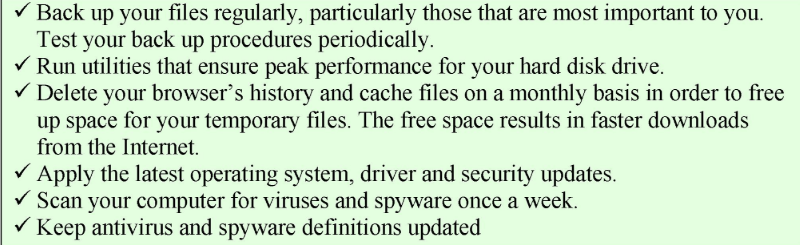 ✓ Back up your files regularly, particularly those that are most important to you.
Test your back up procedures periodically.
✓ Run utilities that ensure peak performance for your hard disk drive.
✓ Delete your browser's history and cache files on a monthly basis in order to free
up space for your temporary files. The free space results in faster downloads
from the Internet.
✓ Apply the latest operating system, driver and security updates.
✓ Scan your computer for viruses and spyware once a week.
✓ Keep antivirus and spyware definitions updated